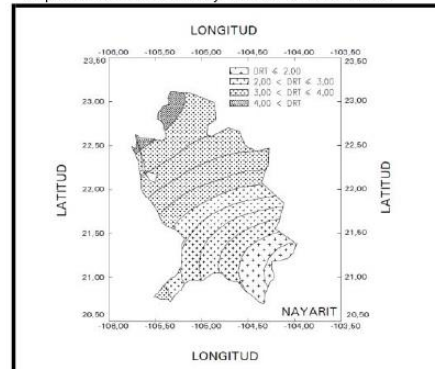 LONGITUD
-106,00 -105,50 -105,00 -104,50 -104,00 -103,50
23,50 23,50
DRT ≤ 2,00
2,00 < DRT ≤ 3,00
23,00 3,00 < DRT ≤ 4,00 23,00
4,00 < DRT
22,50 22,50
LATITUD 22,00 22,00 LATITUD
21,50 21,50
21,00 21,00
NAYARIT
20,50 20,50
-106,00 -105,50 -105,00 -104,50 -104,00 -103,50
LONGITUD